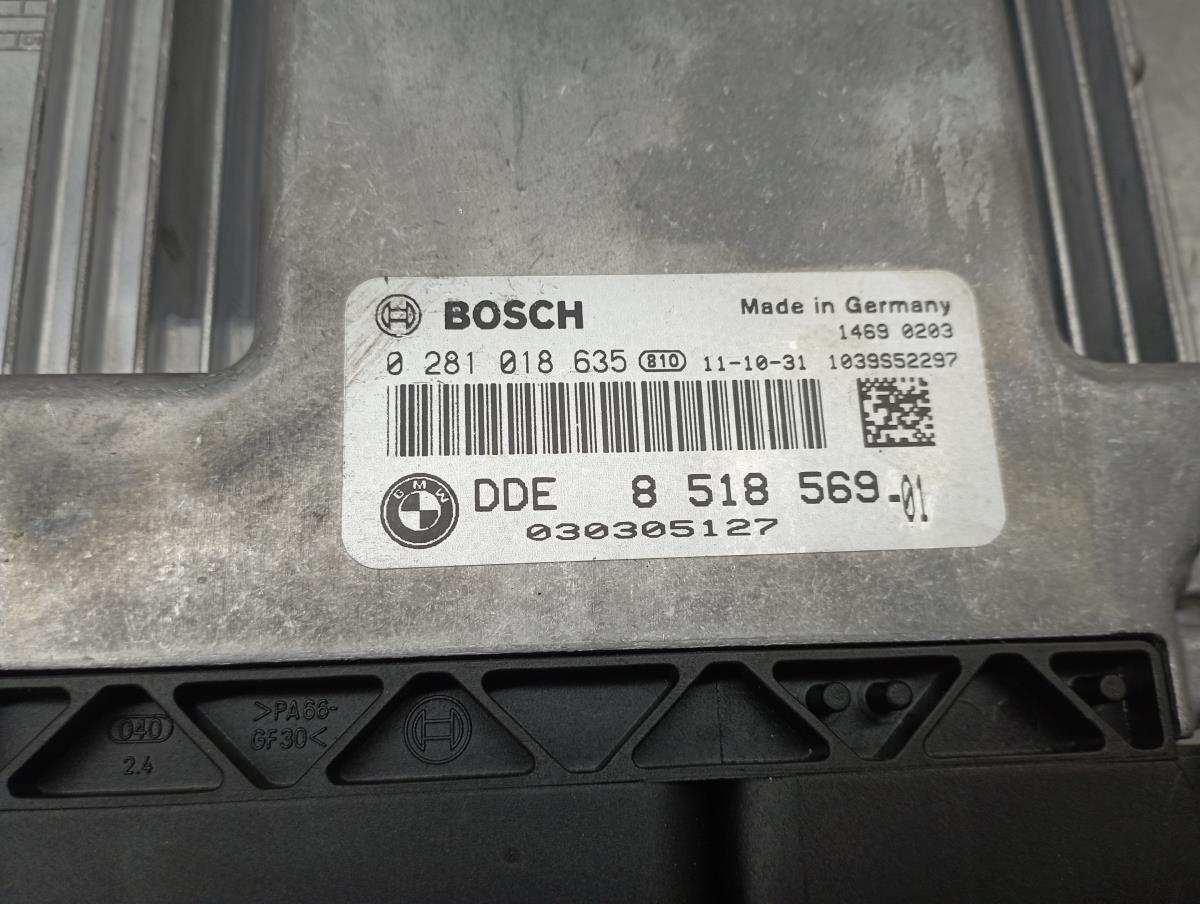 BOSCH
Made in Germany
1469 0203
0 281 018 635 810 11-10-31 1039S52297
BMW
DDE 8 518 569-01
030305127
040
2.4
>PA66-
GF30<